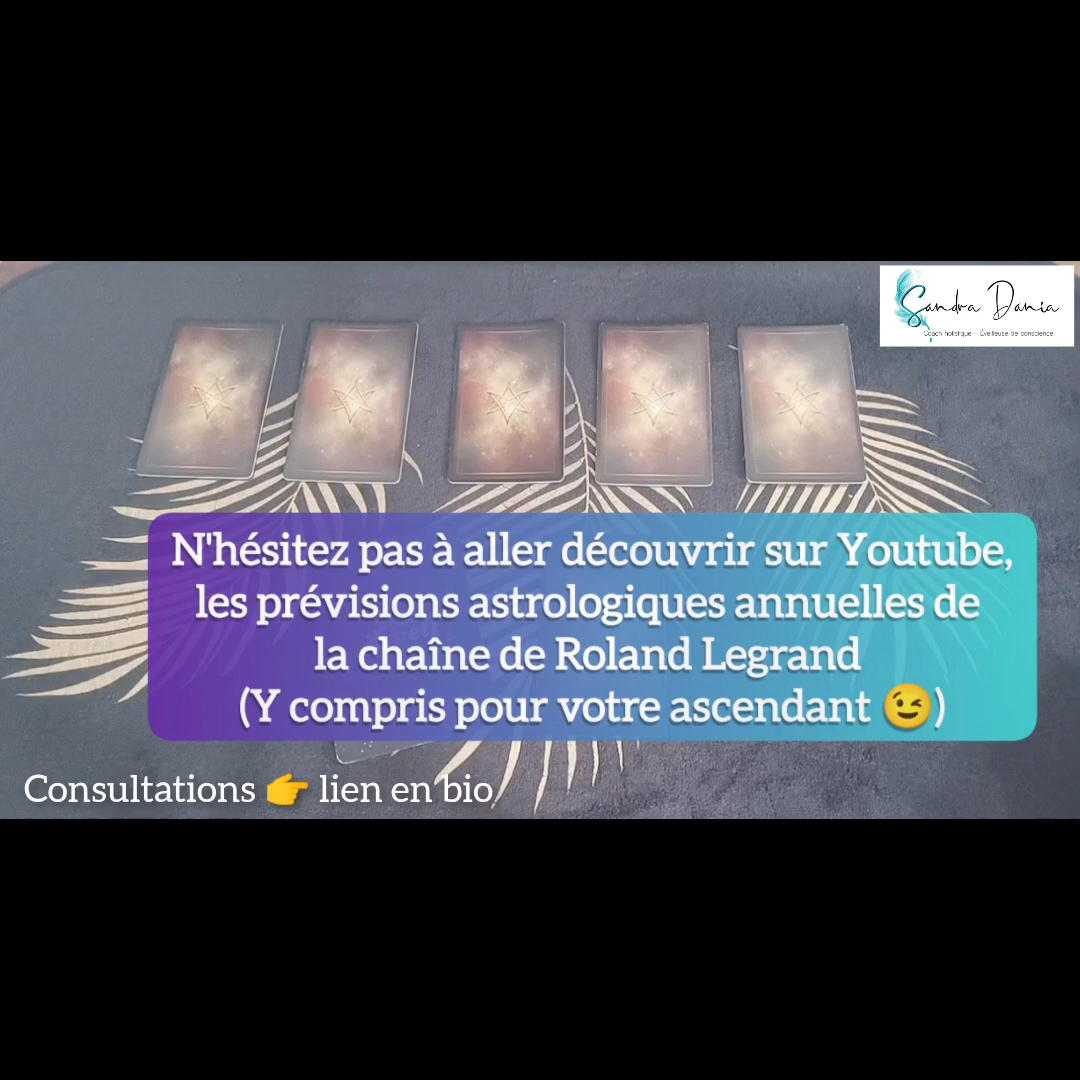 Sandra Dania
Coach holistique – Éveilleuse de conscience
N'hésitez pas à aller découvrir sur Youtube,
les prévisions astrologiques annuelles de
la chaîne de Roland Legrand
(Y compris pour votre ascendant 😉)
Consultations 👉 lien en bio